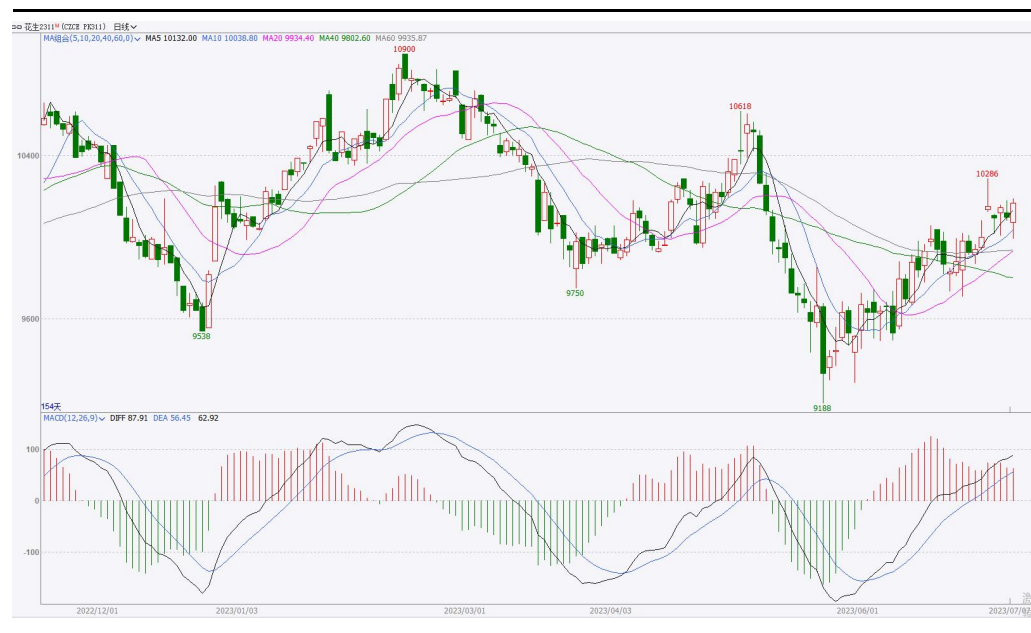 花生2311ᴹ (CZCE PK311) 日线
MA组合(5,10,20,40,60,0) MA5 10132.00 MA10 10038.80 MA20 9934.40 MA40 9802.60 MA60 9935.87
10900
10618
10400
10286
9750
9600
9538
9188
154天
MACD(12,26,9) DIFF 87.91 DEA 56.45 62.92
100
0
-100
2022/12/01 2023/01/03 2023/03/01 2023/04/03 2023/06/01 2023/07/07